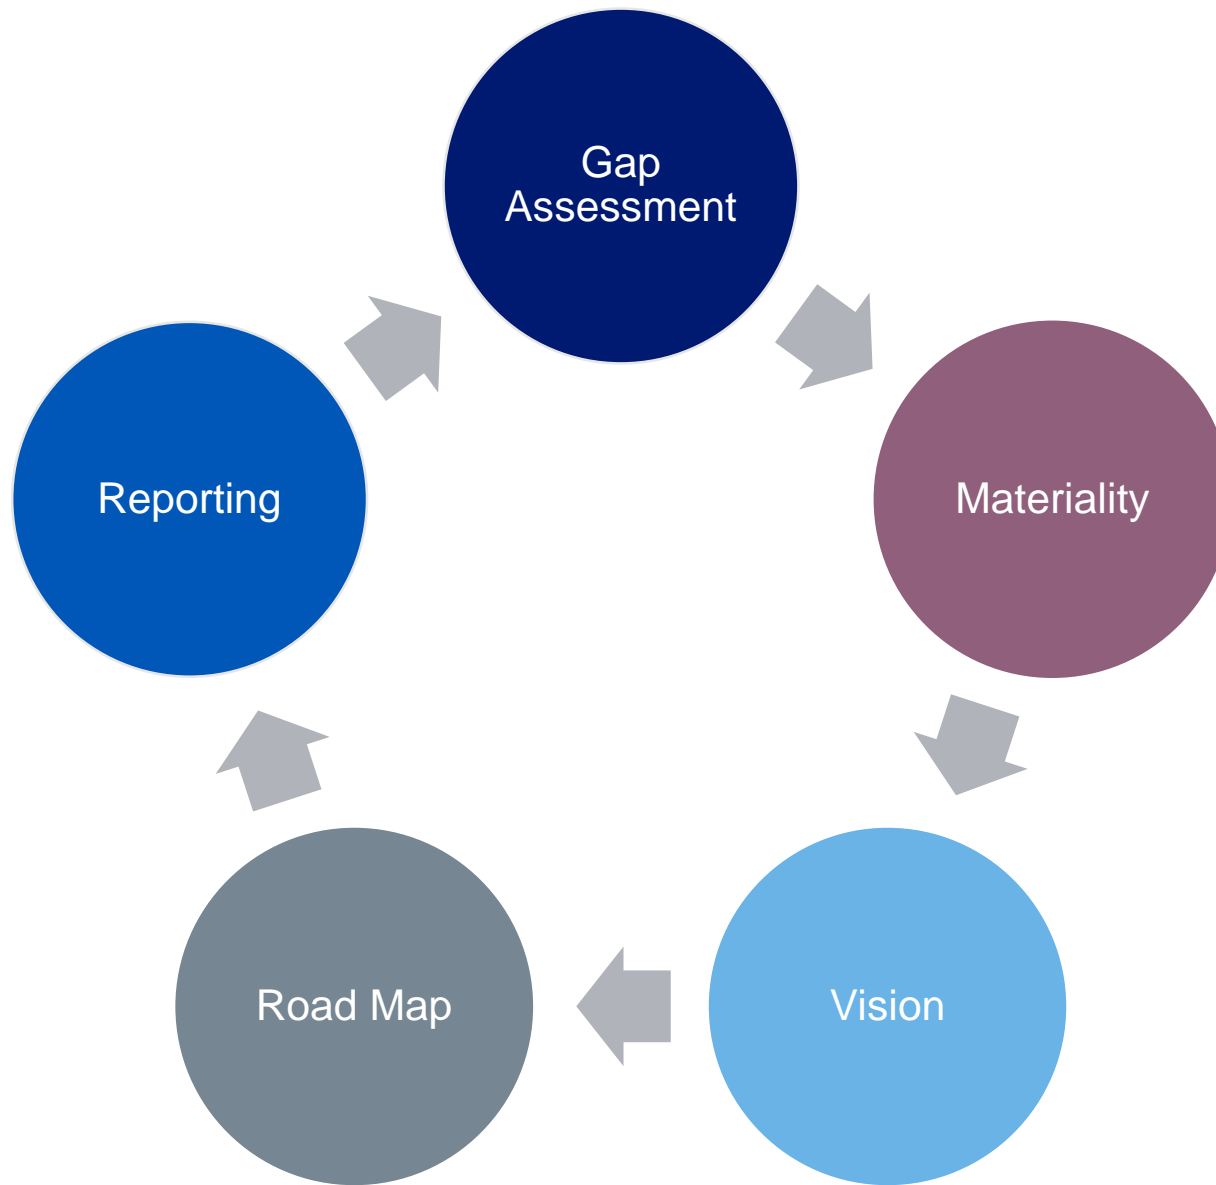 Gap
Assessment
Materiality
Vision
Road Map
Reporting